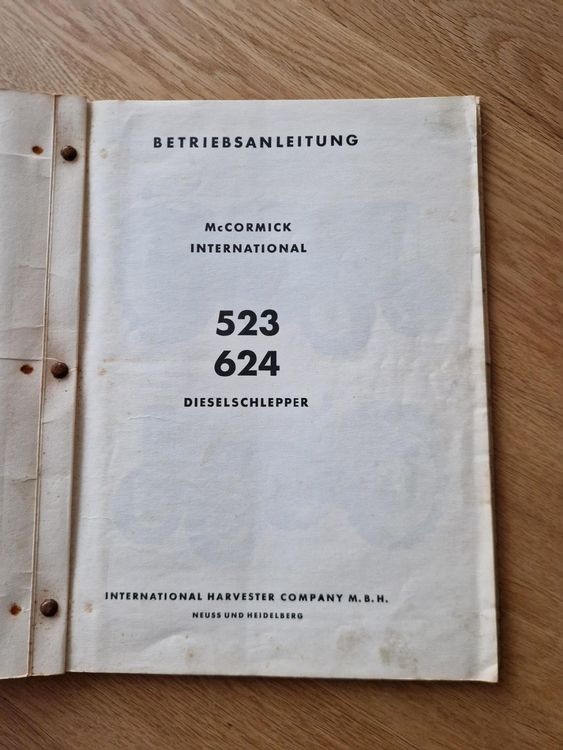 BETRIEBSANLEITUNG
McCORMICK
INTERNATIONAL
523
624
DIESELSCHLEPPER
INTERNATIONAL HARVESTER COMPANY M.B.H.
NEUSS UND HEIDELBERG